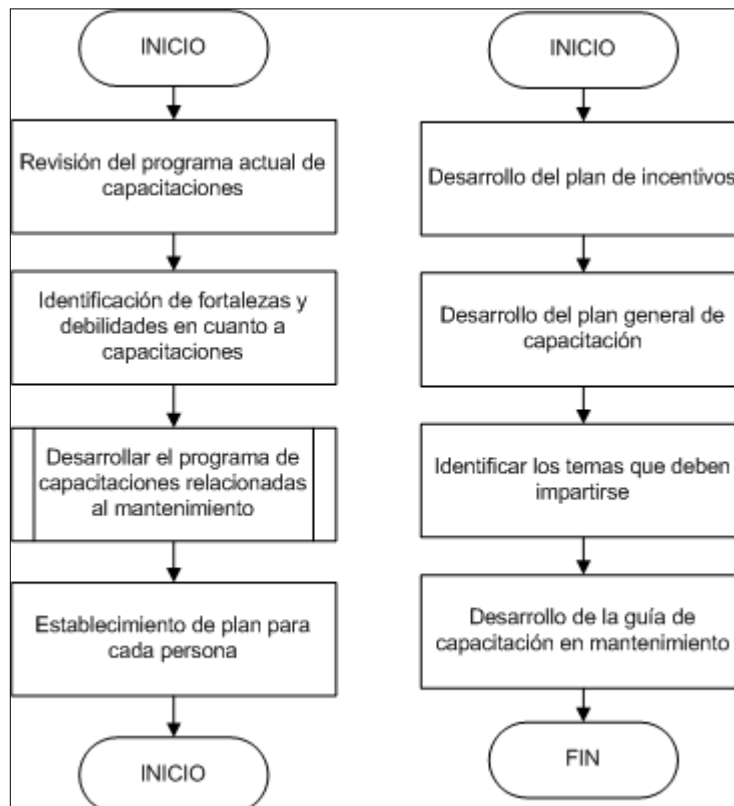 INICIO
Revisión del programa actual de
capacitaciones
Identificación de fortalezas y
debilidades en cuanto a
capacitaciones
Desarrollar el programa de
capacitaciones relacionadas
al mantenimiento
Establecimiento de plan para
cada persona
INICIO
INICIO
Desarrollo del plan de incentivos
Desarrollo del plan general de
capacitación
Identificar los temas que deben
impartirse
Desarrollo de la guía de
capacitación en mantenimiento
FIN